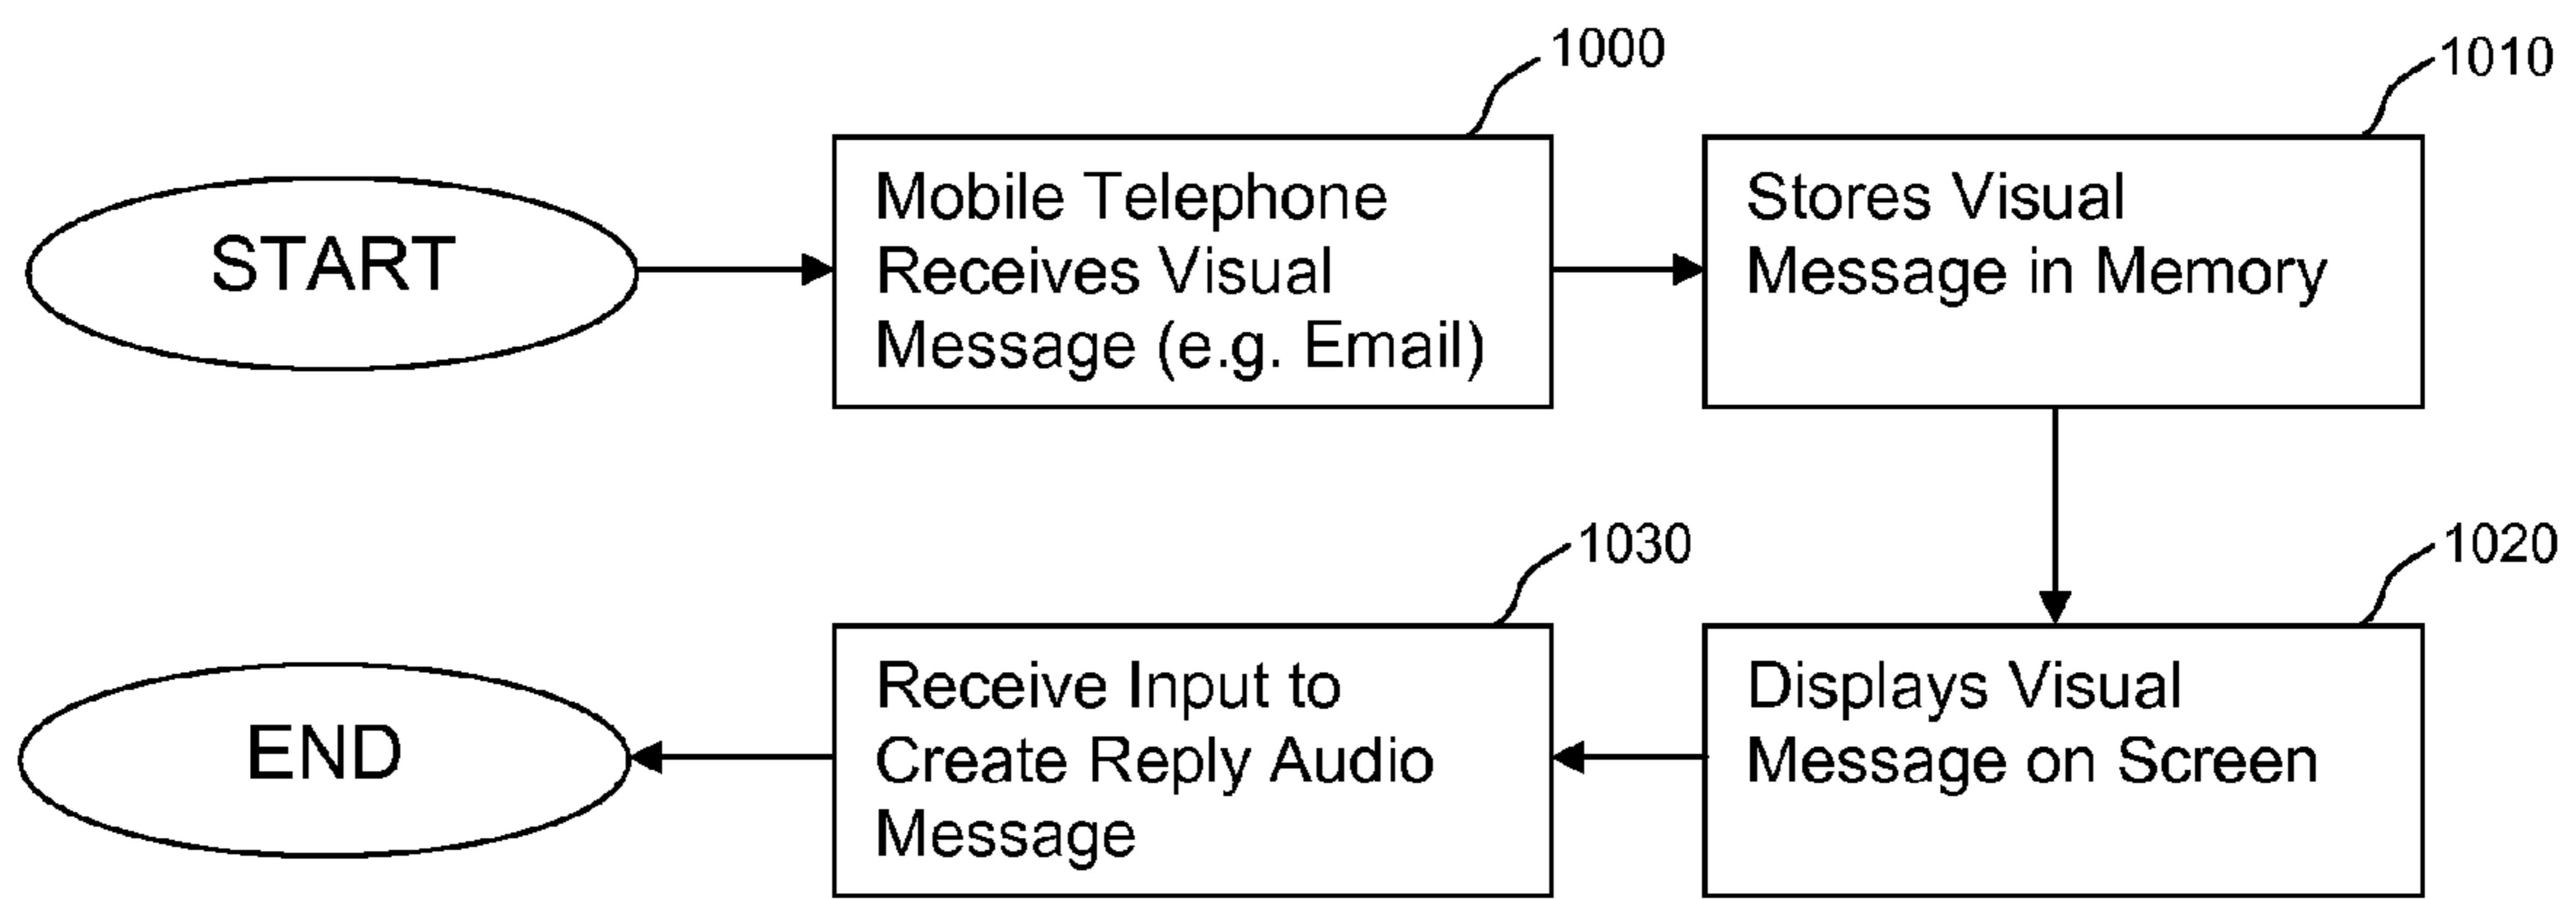 1000
1010
START
Mobile Telephone
Receives Visual
Message (e.g. Email)
Stores Visual
Message in Memory
1030
1020
END
Receive Input to
Create Reply Audio
Message
Displays Visual
Message on Screen